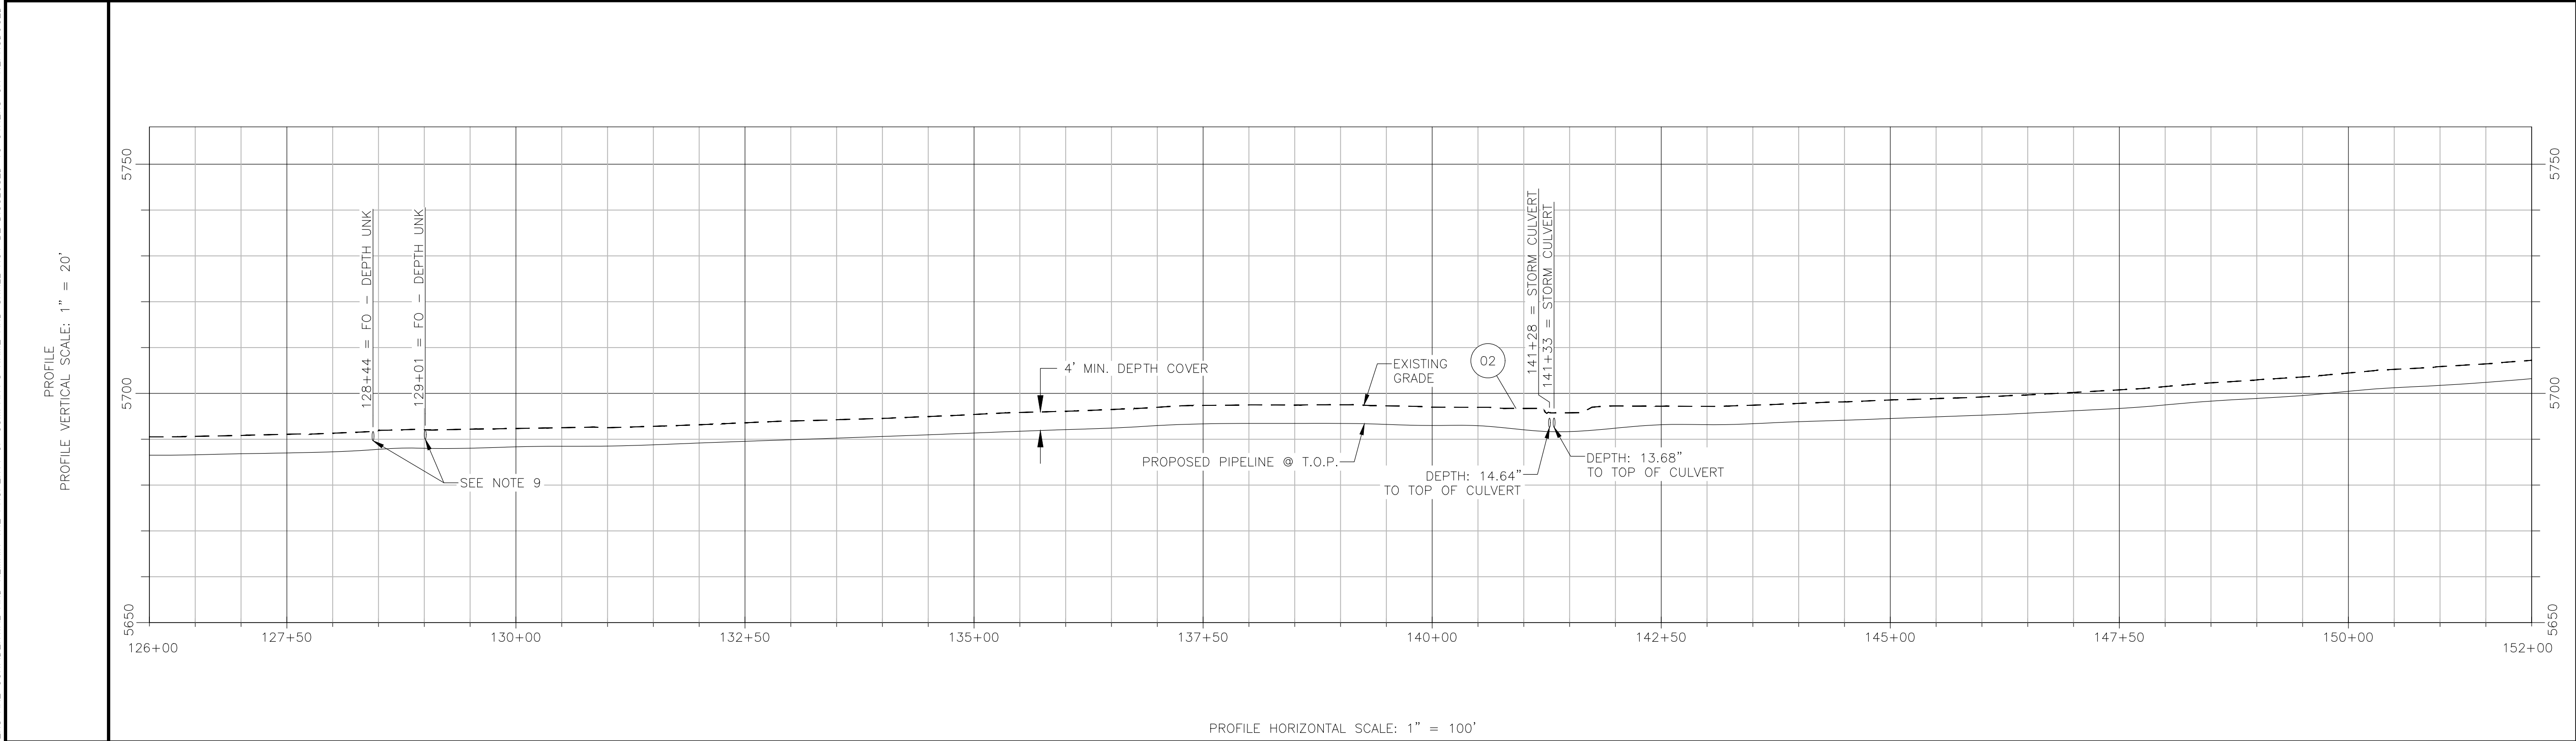 PROFILE
PROFILE VERTICAL SCALE: 1" = 20'
5750
5700
5650
128+44 = FO - DEPTH UNK
129+01 = FO - DEPTH UNK
SEE NOTE 9
4' MIN. DEPTH COVER
EXISTING
GRADE
02
PROPOSED PIPELINE @ T.O.P.
141+28 = STORM CULVERT
141+33 = STORM CULVERT
DEPTH: 14.64"
TO TOP OF CULVERT
DEPTH: 13.68"
TO TOP OF CULVERT
5750
5700
5650
126+00
127+50
130+00
132+50
135+00
137+50
140+00
142+50
145+00
147+50
150+00
152+00
PROFILE HORIZONTAL SCALE: 1" = 100'